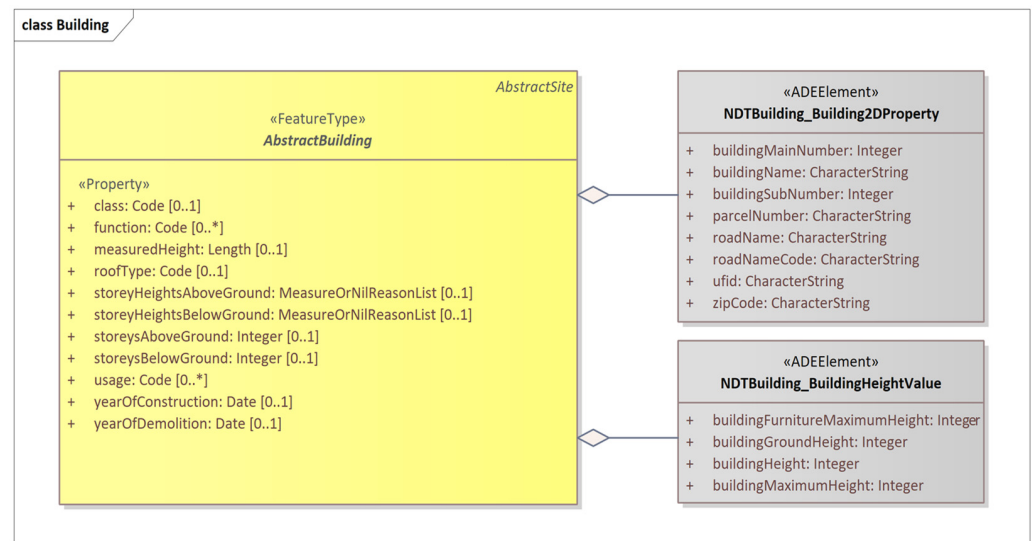 class Building
AbstractSite
«FeatureType»
AbstractBuilding
«Property»
+ class: Code [0..1]
+ function: Code [0..*]
+ measuredHeight: Length [0..1]
+ roofType: Code [0..1]
+ storeyHeightsAboveGround: MeasureOrNilReasonList [0..1]
+ storeyHeightsBelowGround: MeasureOrNilReasonList [0..1]
+ storeysAboveGround: Integer [0..1]
+ storeysBelowGround: Integer [0..1]
+ usage: Code [0..*]
+ yearOfConstruction: Date [0..1]
+ yearOfDemolition: Date [0..1]
«ADEElement»
NDTBuilding_Building2DProperty
+ buildingMainNumber: Integer
+ buildingName: CharacterString
+ buildingSubNumber: Integer
+ parcelNumber: CharacterString
+ roadName: CharacterString
+ roadNameCode: CharacterString
+ ufid: CharacterString
+ zipCode: CharacterString
«ADEElement»
NDTBuilding_BuildingHeightValue
+ buildingFurnitureMaximumHeight: Integer
+ buildingGroundHeight: Integer
+ buildingHeight: Integer
+ buildingMaximumHeight: Integer